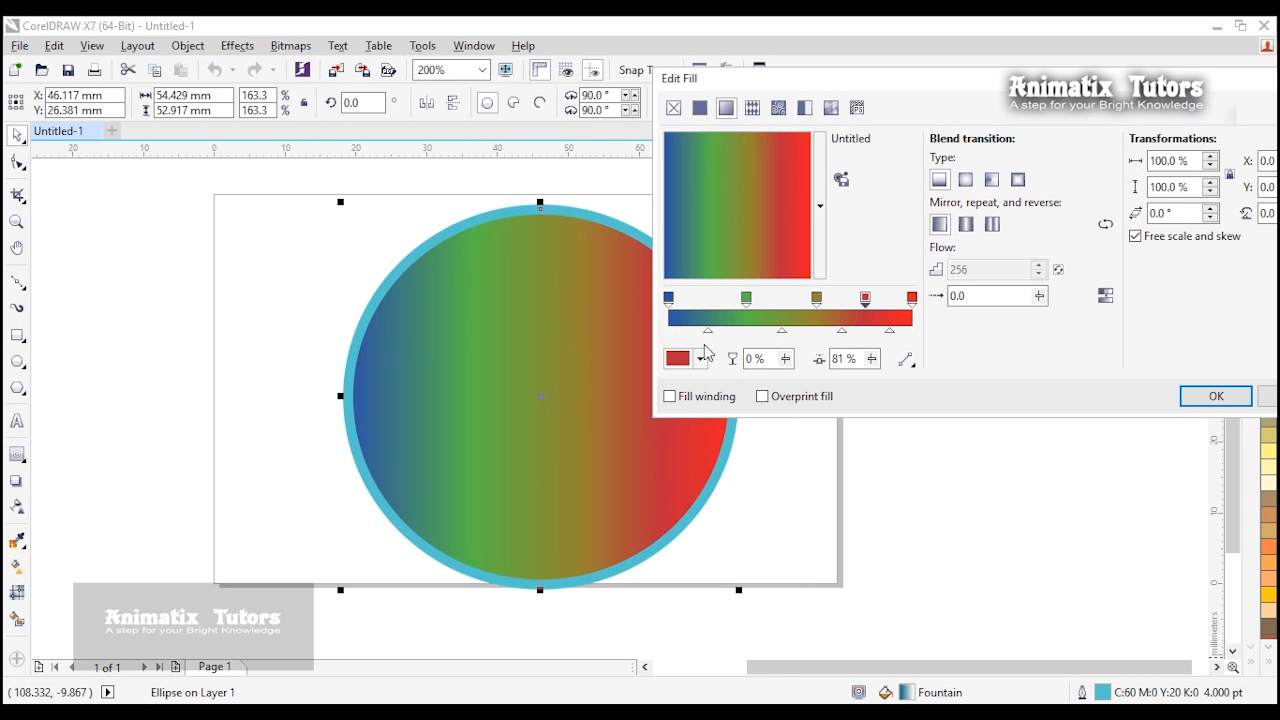 CorelDRAW X7 (64-Bit) - Untitled-1
File Edit View Layout Object Effects Bitmaps Text Table Tools Window Help
200% Snap T
Edit Fill
Animatix Tutors
A step for your Bright Knowledge
X: 46.117 mm 54.429 mm 163.3 % 0.0 ° 90.0 °
Y: 26.381 mm 52.917 mm 163.3 % 90.0 °
Untitled-1
20 10 0 10 20 30 40 50 60
Untitled
Blend transition:
Type:
Mirror, repeat, and reverse:
Flow:
256
0.0
Transformations:
100.0 % X: 0.0
100.0 % Y: 0.0
0.0 ° 0.0
Free scale and skew
0 % 81 %
Fill winding Overprint fill OK
20
10
0
millimeters
Animatix Tutors
A step for your Bright Knowledge
1 of 1 Page 1
( 108.332, -9.867 ) Ellipse on Layer 1 Fountain C:60 M:0 Y:20 K:0 4.000 pt